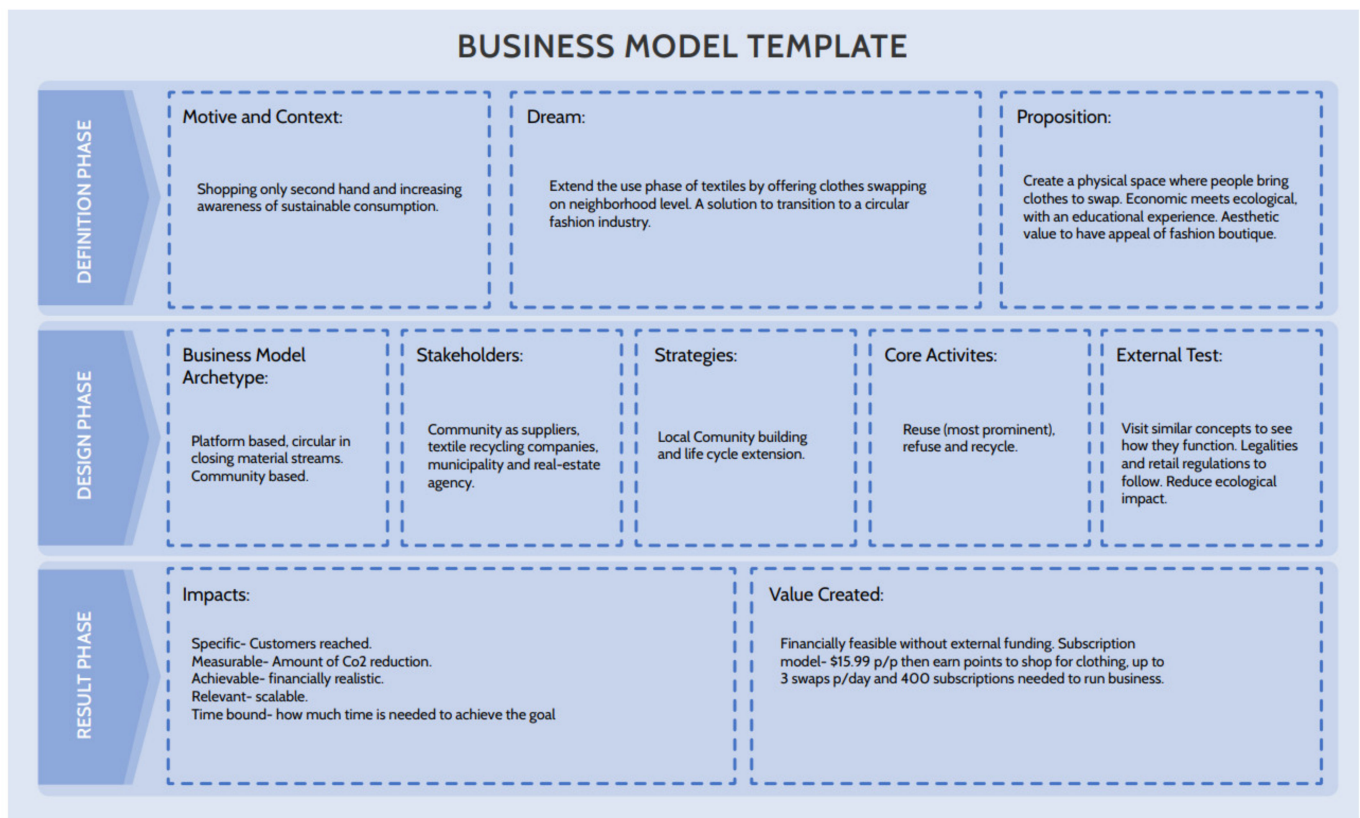 BUSINESS MODEL TEMPLATE
DEFINITION PHASE
Motive and Context:
Shopping only second hand and increasing
awareness of sustainable consumption.
Dream:
Extend the use phase of textiles by offering clothes swapping
on neighborhood level. A solution to transition to a circular
fashion industry.
Proposition:
Create a physical space where people bring
clothes to swap. Economic meets ecological,
with an educational experience. Aesthetic
value to have appeal of fashion boutique.
DESIGN PHASE
Business Model
Archetype:
Platform based, circular in
closing material streams.
Community based.
Stakeholders:
Community as suppliers,
textile recycling companies,
municipality and real-estate
agency.
Strategies:
Local Comunity building
and life cycle extension.
Core Activites:
Reuse (most prominent),
refuse and recycle.
External Test:
Visit similar concepts to see
how they function. Legalities
and retail regulations to
follow. Reduce ecological
impact.
RESULT PHASE
Impacts:
Specific- Customers reached.
Measurable- Amount of Co2 reduction.
Achievable- financially realistic.
Relevant- scalable.
Time bound- how much time is needed to achieve the goal
Value Created:
Financially feasible without external funding. Subscription
model- $15.99 p/p then earn points to shop for clothing, up to
3 swaps p/day and 400 subscriptions needed to run business.